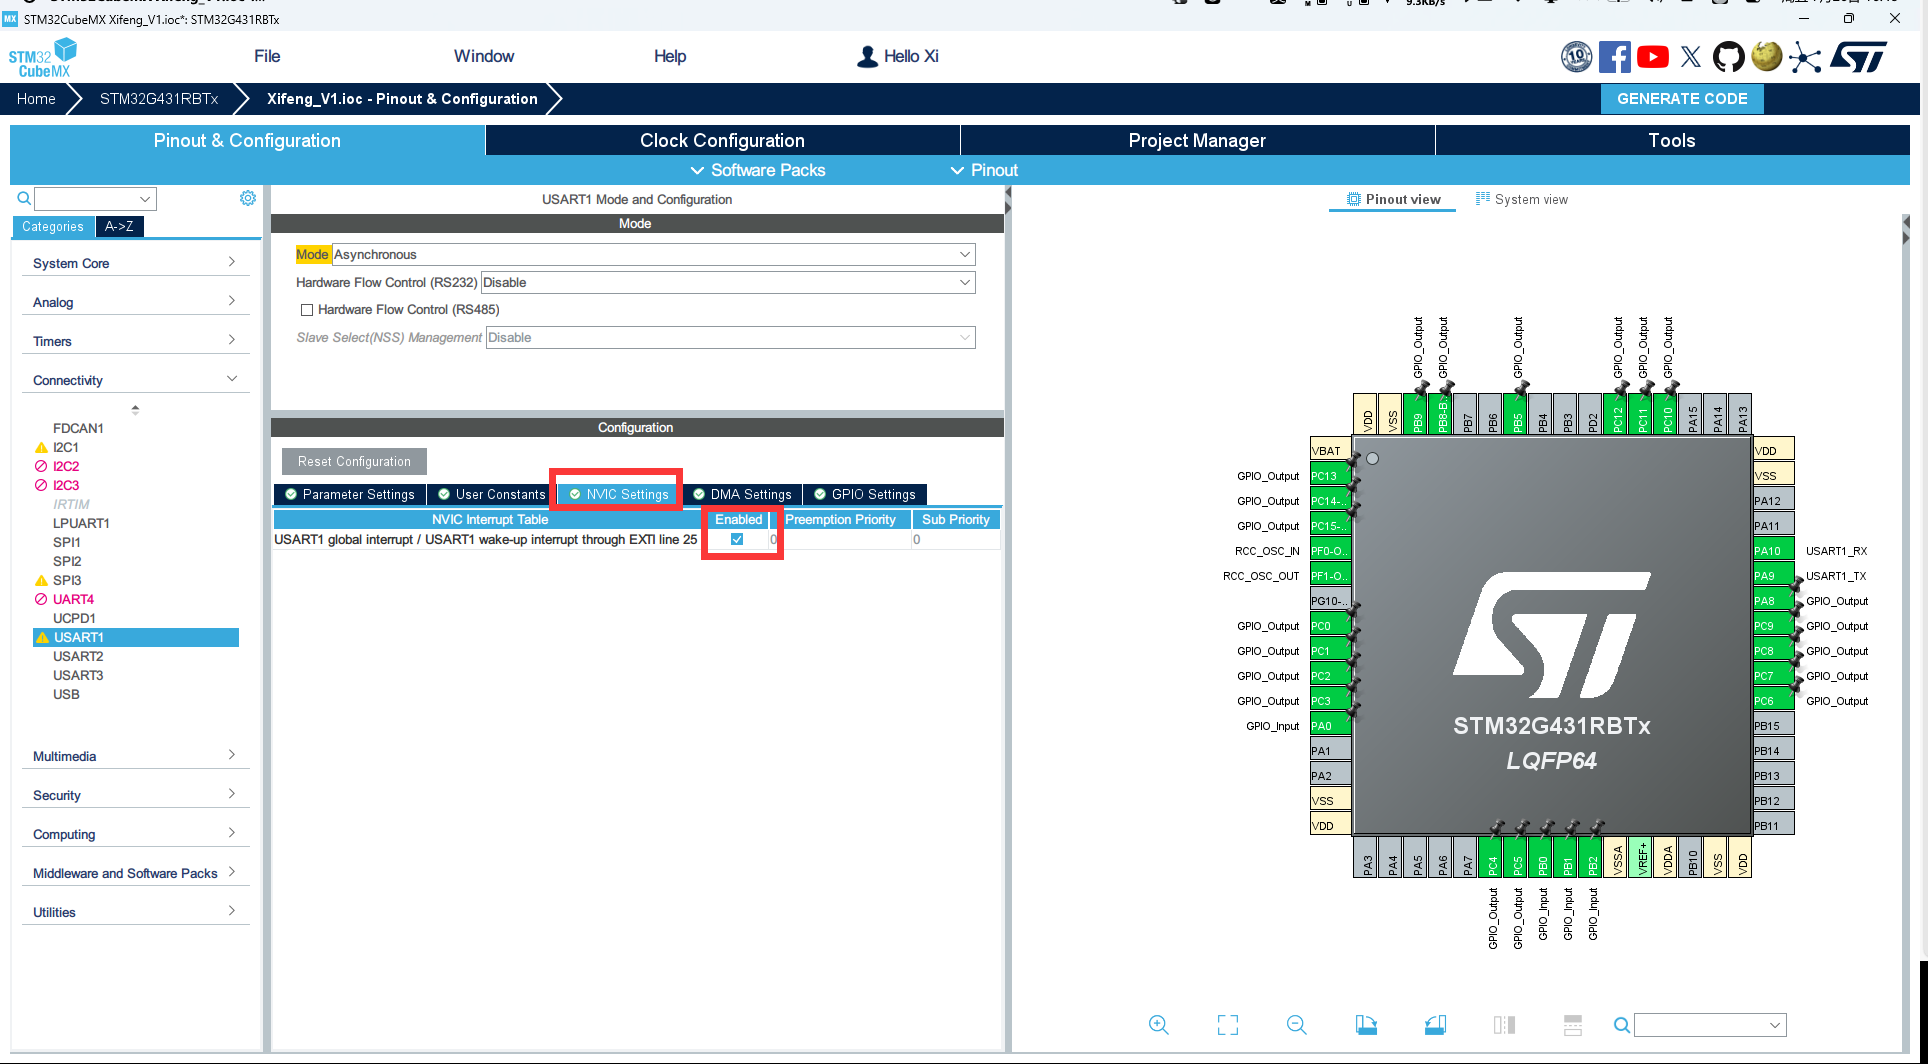 STM32CubeMX Xifeng_V1.ioc*: STM32G431RBTx
9.3KB/s
STM32
CubeMX
File
Window
Help
Hello Xi
Home
STM32G431RBTx
Xifeng_V1.ioc - Pinout & Configuration
GENERATE CODE
Pinout & Configuration
Clock Configuration
Project Manager
Tools
Software Packs
Pinout
Categories
A->Z
System Core
Analog
Timers
Connectivity
FDCAN1
I2C1
I2C2
I2C3
IRTIM
LPUART1
SPI1
SPI2
SPI3
UART4
UCPD1
USART1
USART2
USART3
USB
Multimedia
Security
Computing
Middleware and Software Packs
Utilities
USART1 Mode and Configuration
Mode
Mode Asynchronous
Hardware Flow Control (RS232) Disable
Hardware Flow Control (RS485)
Slave Select(NSS) Management Disable
Configuration
Reset Configuration
Parameter Settings
User Constants
NVIC Settings
DMA Settings
GPIO Settings
NVIC Interrupt Table
Enabled
Preemption Priority
Sub Priority
USART1 global interrupt / USART1 wake-up interrupt through EXTI line 25
0
0
Pinout view
System view
GPIO_Output
GPIO_Output
GPIO_Output
GPIO_Output
GPIO_Output
GPIO_Output
VDD
VSS
PB9
PB8-B..
PB7
PB6
PB5
PB4
PB3
PD2
PC12
PC11
PC10
PA15
PA14
PA13
VBAT
GPIO_Output PC13
GPIO_Output PC14-..
GPIO_Output PC15-..
RCC_OSC_IN PF0-O..
RCC_OSC_OUT PF1-O..
PG10-..
GPIO_Output PC0
GPIO_Output PC1
GPIO_Output PC2
GPIO_Output PC3
GPIO_Input PA0
PA1
PA2
VSS
VDD
VDD
VSS
PA12
PA11
PA10 USART1_RX
PA9 USART1_TX
PA8 GPIO_Output
PC9 GPIO_Output
PC8 GPIO_Output
PC7 GPIO_Output
PC6 GPIO_Output
PB15
PB14
PB13
PB12
PB11
ST
STM32G431RBTx
LQFP64
PA3
PA4
PA5
PA6
PA7
PC4
PC5
PB0
PB1
PB2
VSSA
VREF+
VDDA
PB10
VSS
VDD
GPIO_Output
GPIO_Output
GPIO_Input
GPIO_Input
GPIO_Input